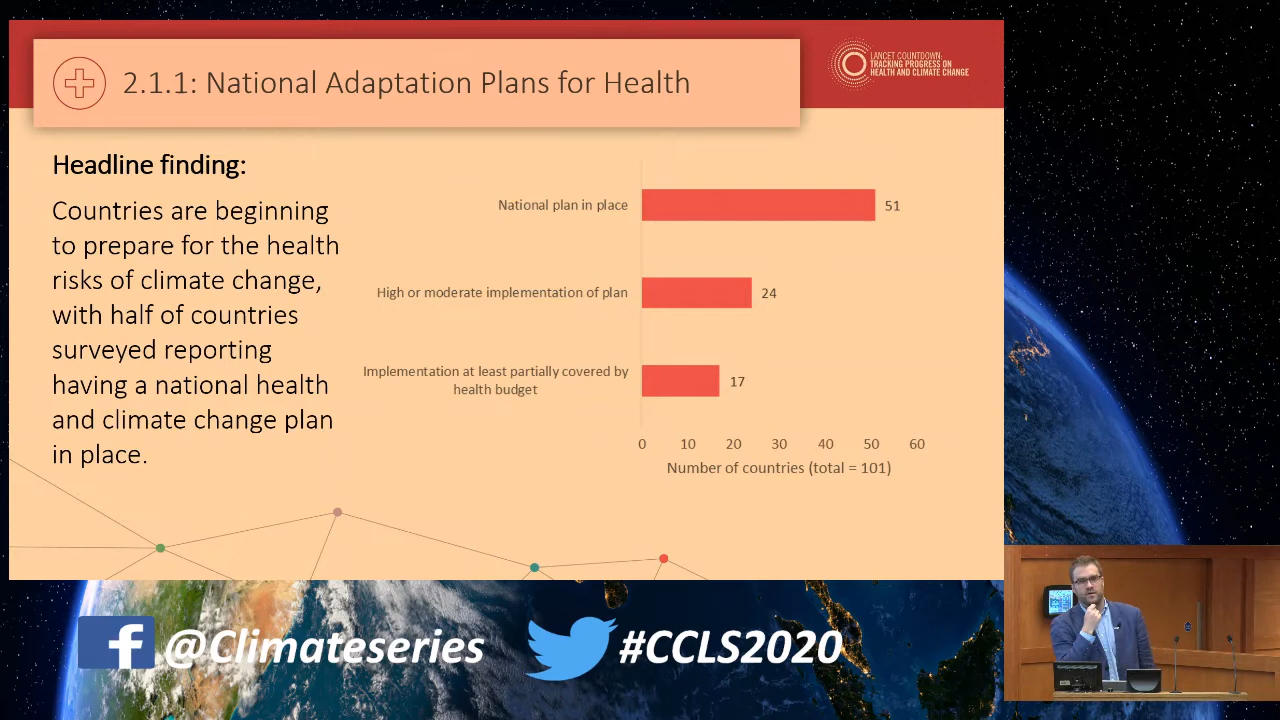 2.1.1: National Adaptation Plans for Health
LANCET COUNTDOWN:
TRACKING PROGRESS ON
HEALTH AND CLIMATE CHANGE
Headline finding:
Countries are beginning
to prepare for the health
risks of climate change,
with half of countries
surveyed reporting
having a national health
and climate change plan
in place.
National plan in place
51
High or moderate implementation of plan
24
Implementation at least partially covered by
health budget
17
0 10 20 30 40 50 60
Number of countries (total = 101)
f @Climateseries
#CCLS2020